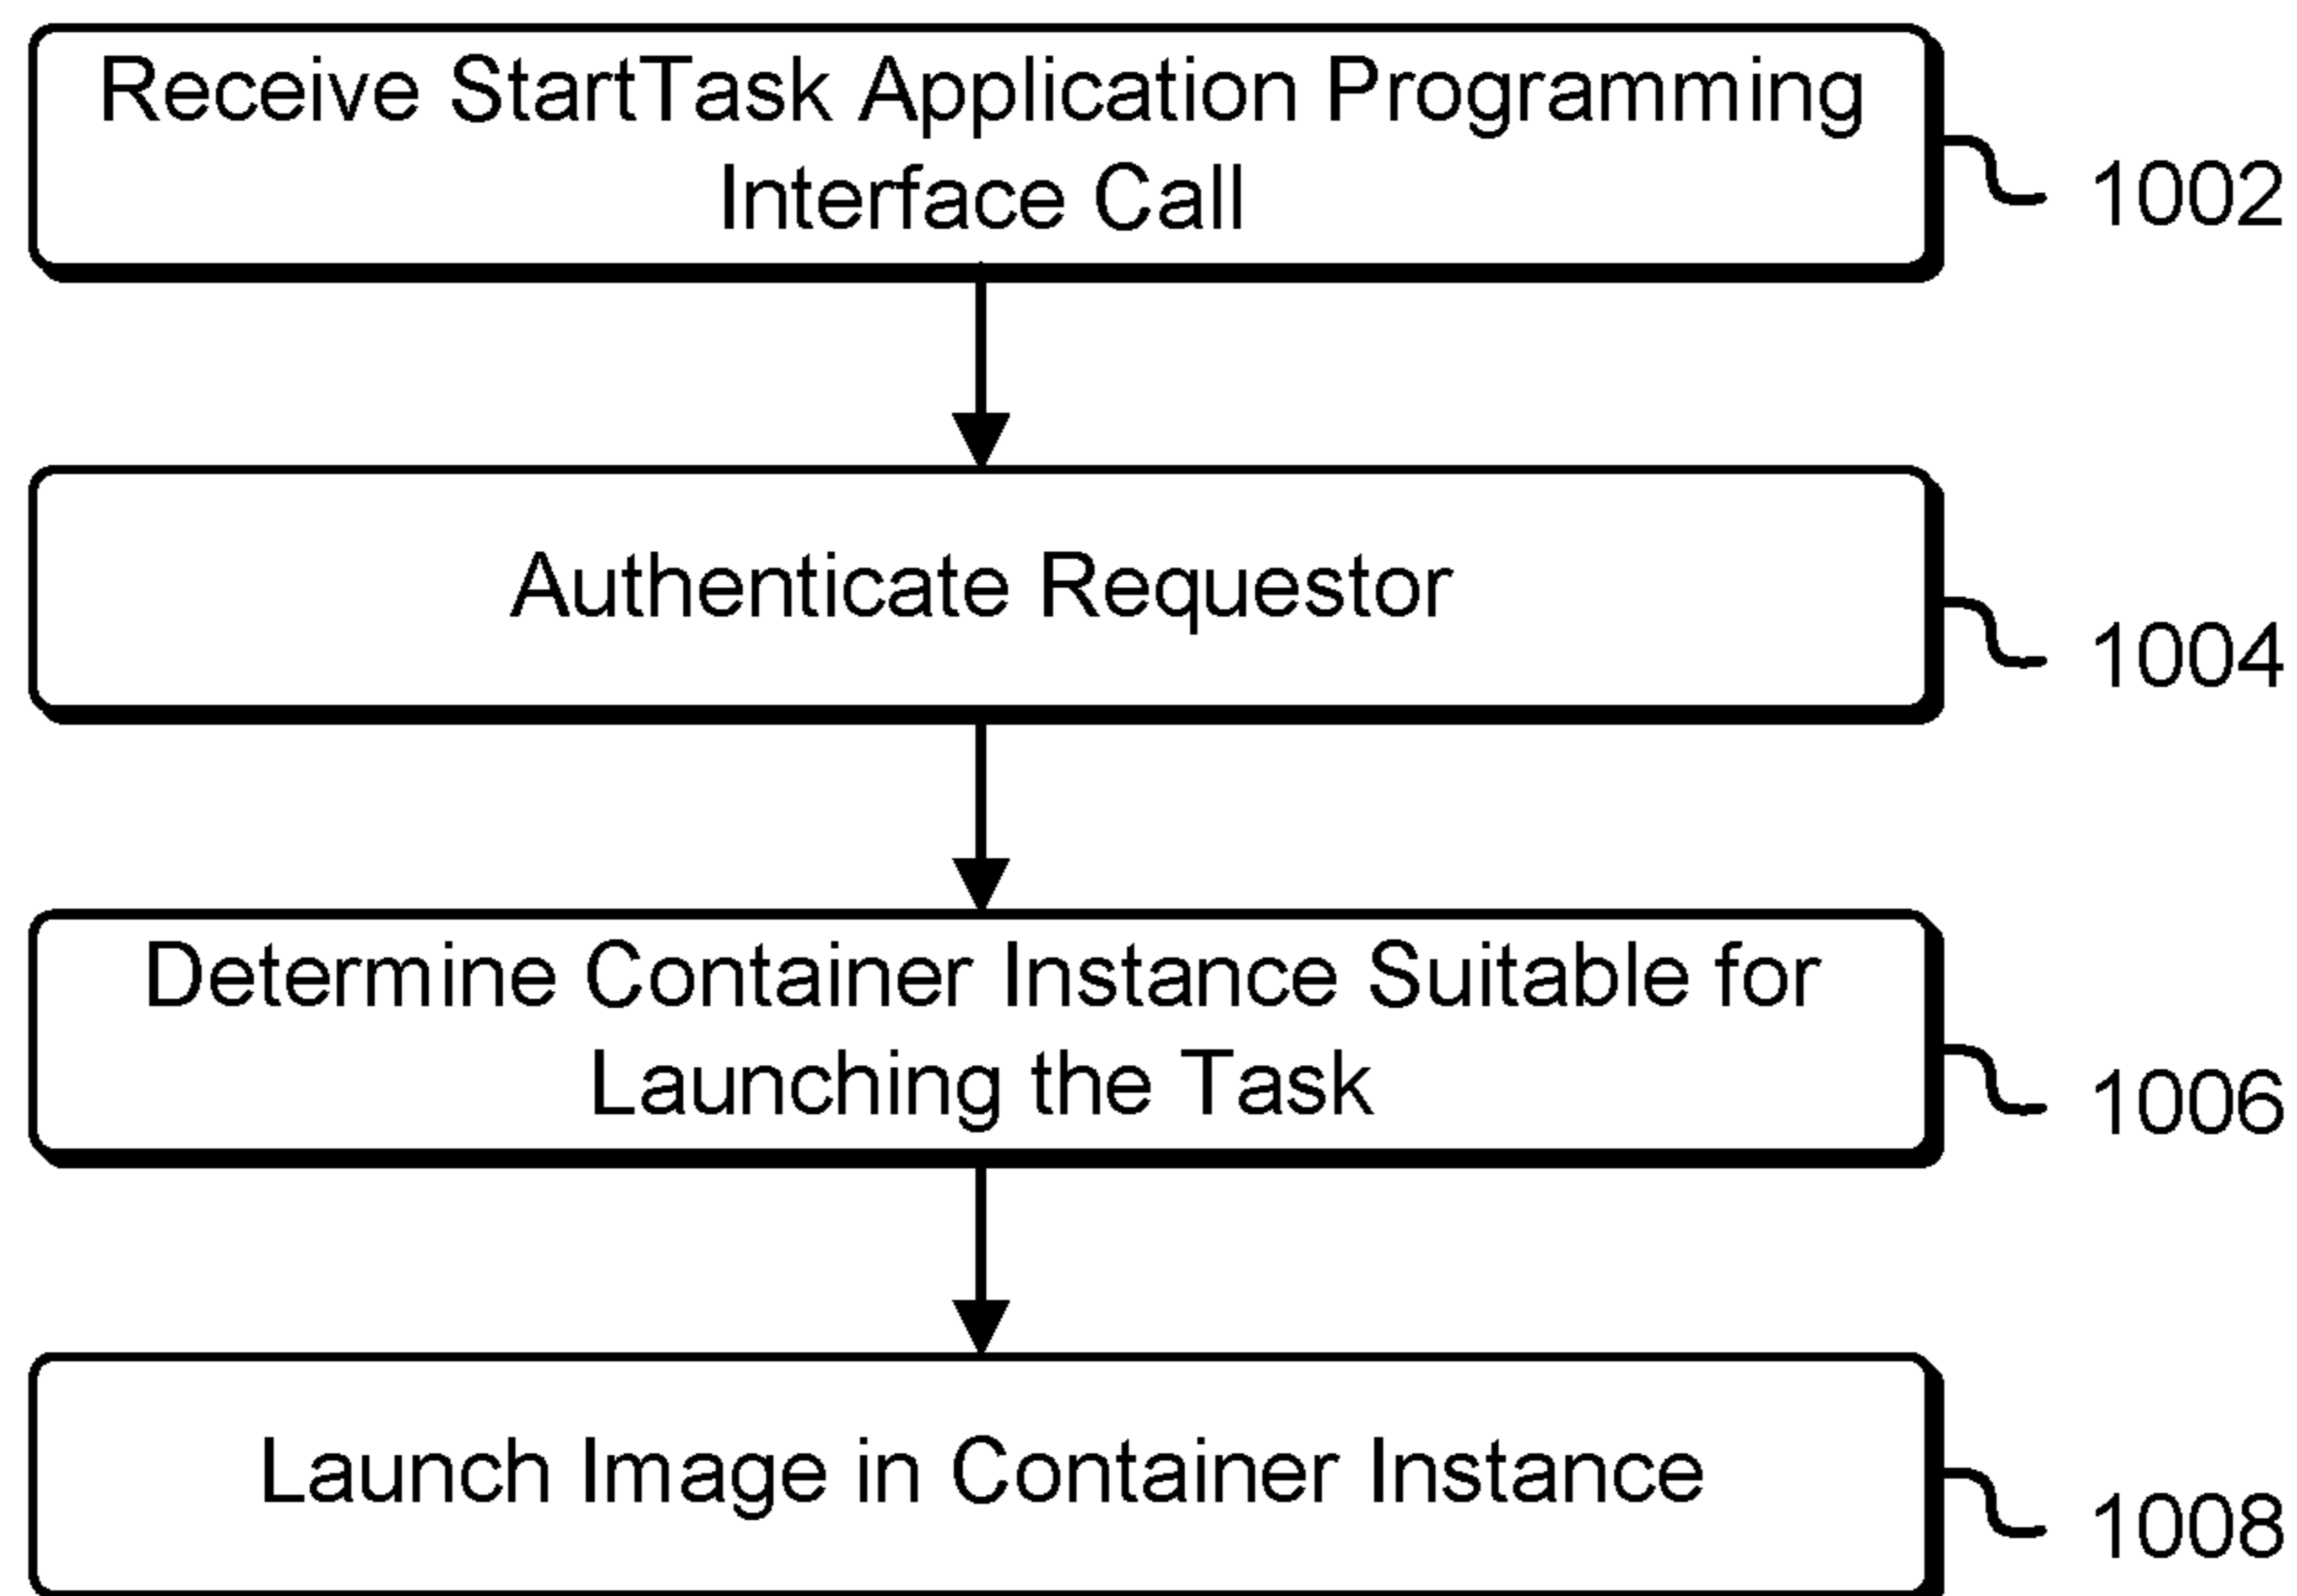 Receive StartTask Application Programming
Interface Call
1002
Authenticate Requestor
1004
Determine Container Instance Suitable for
Launching the Task
1006
Launch Image in Container Instance
1008